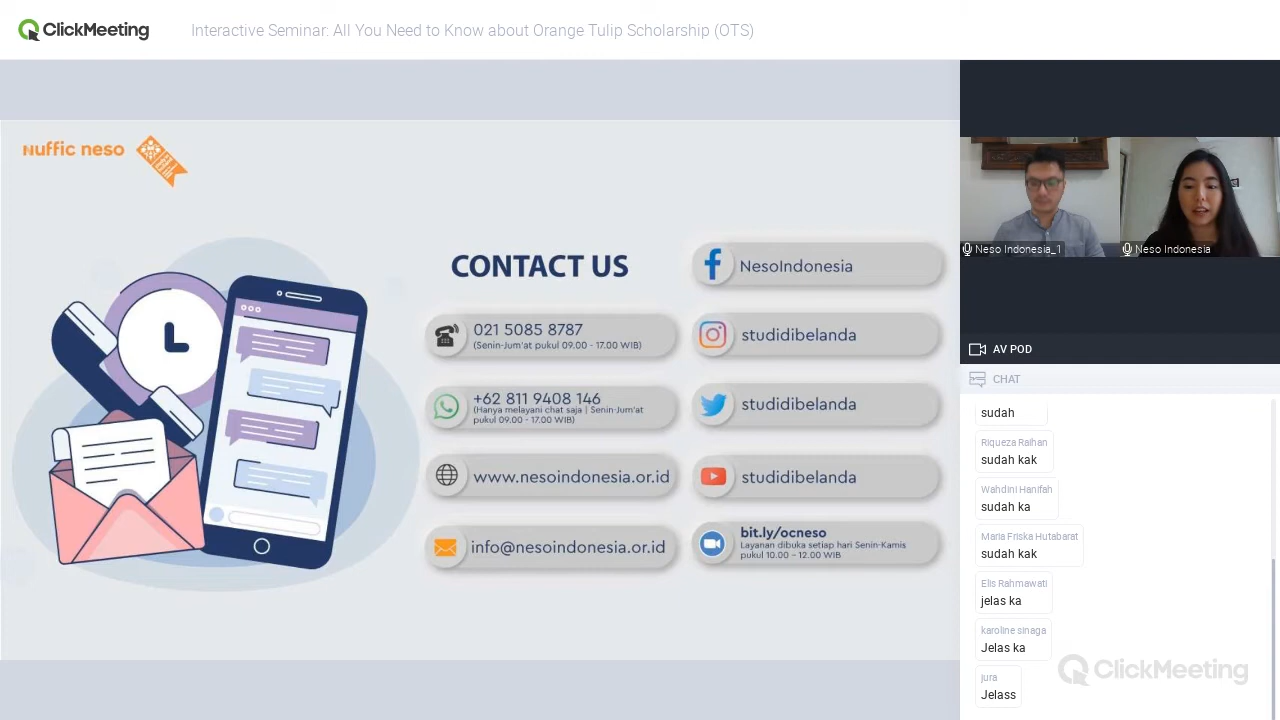 ClickMeeting
Interactive Seminar: All You Need to Know about Orange Tulip Scholarship (OTS)
nuffic neso
CONTACT US
021 5085 8787
(Senin-Jum'at pukul 09.00 - 17.00 WIB)
+62 811 9408 146
(Hanya melayani chat saja | Senin-Jum'at
pukul 09.00 - 17.00 WIB)
www.nesoindonesia.or.id
info@nesoindonesia.or.id
NesoIndonesia
studidibelanda
studidibelanda
studidibelanda
bit.ly/ocneso
Layanan dibuka setiap hari Senin-Kamis
pukul 10.00 - 12.00 WIB
Neso Indonesia_1
Neso Indonesia
AV POD
CHAT
sudah
Riqueza Raihan
sudah kak
Wahdini Hanifah
sudah ka
Maria Friska Hutabarat
sudah kak
Elis Rahmawati
jelas ka
karoline sinaga
Jelas ka
jura
Jelass
ClickMeeting